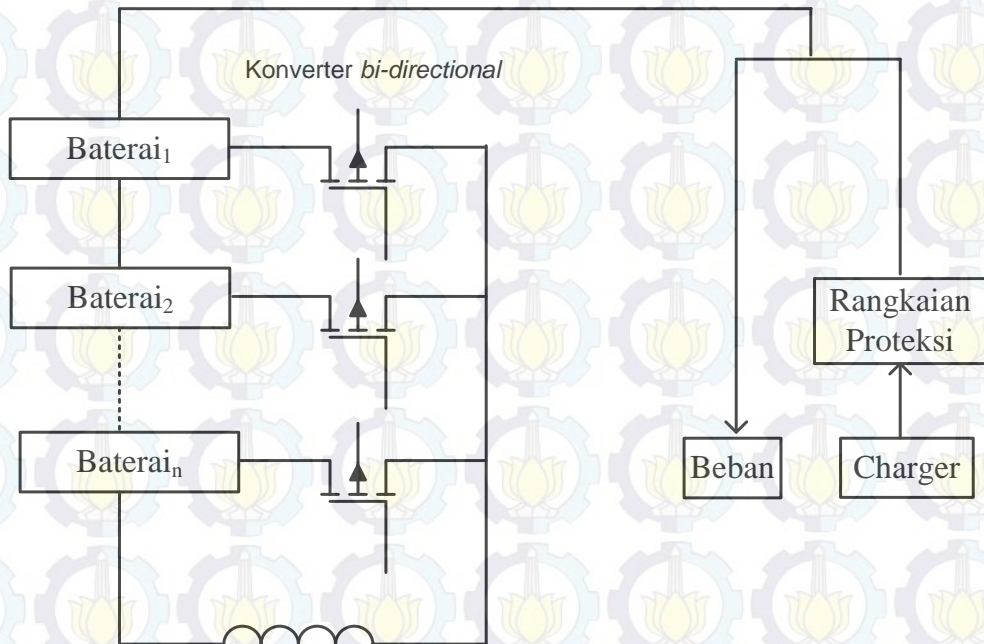 Konverter bi-directional
Baterai₁
Baterai₂
Bateraiₙ
Rangkaian
Proteksi
Beban
Charger